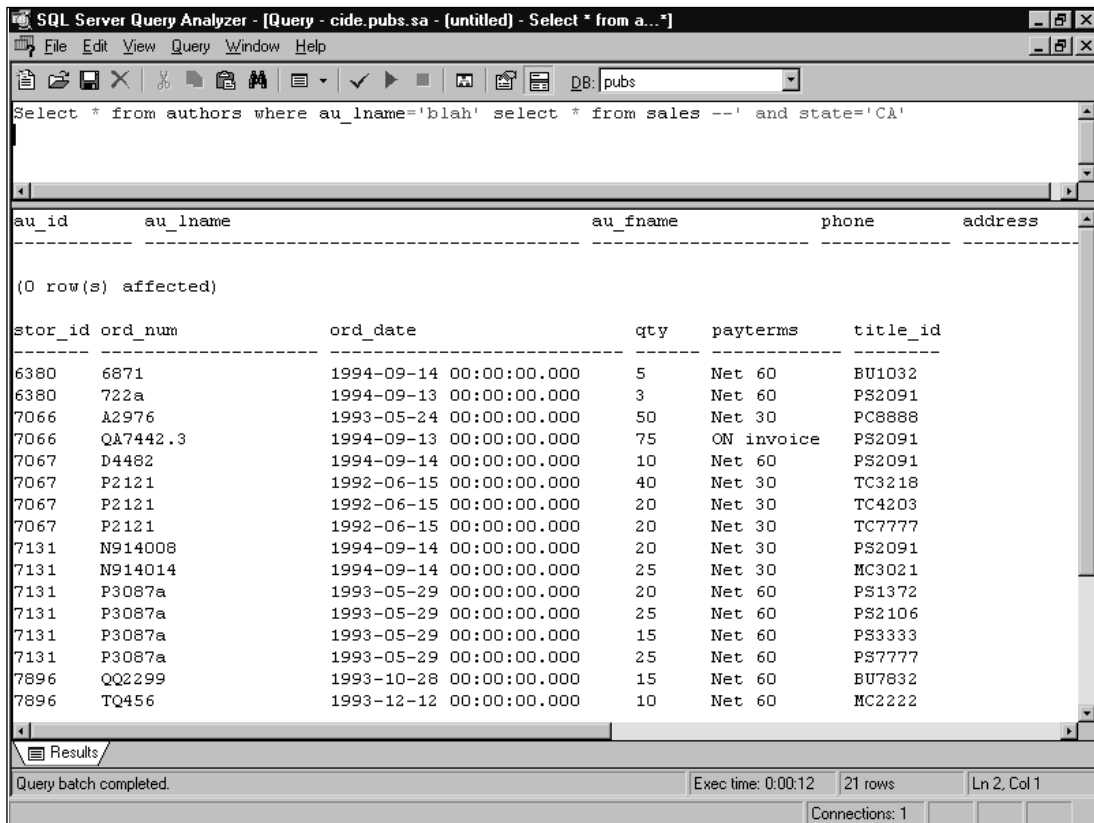 SQL Server Query Analyzer - [Query - cide.pubs.sa - (untitled) - Select * from a...*]
File Edit View Query Window Help
DB: pubs
Select * from authors where au_lname='blah' select * from sales --' and state='CA'
au_id au_lname au_fname phone address
----------- ---------------------------------------- -------------------- ------------ -----------
(0 row(s) affected)
stor_id ord_num ord_date qty payterms title_id
------- -------------------- --------------------------- ------ ------------ --------
6380 6871 1994-09-14 00:00:00.000 5 Net 60 BU1032
6380 722a 1994-09-13 00:00:00.000 3 Net 60 PS2091
7066 A2976 1993-05-24 00:00:00.000 50 Net 30 PC8888
7066 QA7442.3 1994-09-13 00:00:00.000 75 ON invoice PS2091
7067 D4482 1994-09-14 00:00:00.000 10 Net 60 PS2091
7067 P2121 1992-06-15 00:00:00.000 40 Net 30 TC3218
7067 P2121 1992-06-15 00:00:00.000 20 Net 30 TC4203
7067 P2121 1992-06-15 00:00:00.000 20 Net 30 TC7777
7131 N914008 1994-09-14 00:00:00.000 20 Net 30 PS2091
7131 N914014 1994-09-14 00:00:00.000 25 Net 30 MC3021
7131 P3087a 1993-05-29 00:00:00.000 20 Net 60 PS1372
7131 P3087a 1993-05-29 00:00:00.000 25 Net 60 PS2106
7131 P3087a 1993-05-29 00:00:00.000 15 Net 60 PS3333
7131 P3087a 1993-05-29 00:00:00.000 25 Net 60 PS7777
7896 QQ2299 1993-10-28 00:00:00.000 15 Net 60 BU7832
7896 TQ456 1993-12-12 00:00:00.000 10 Net 60 MC2222
Results
Query batch completed. Exec time: 0:00:12 21 rows Ln 2, Col 1
Connections: 1